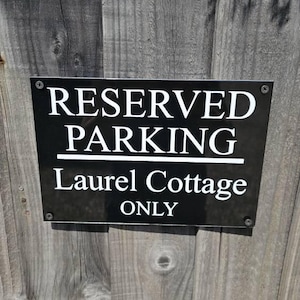 RESERVED
PARKING
Laurel Cottage
ONLY